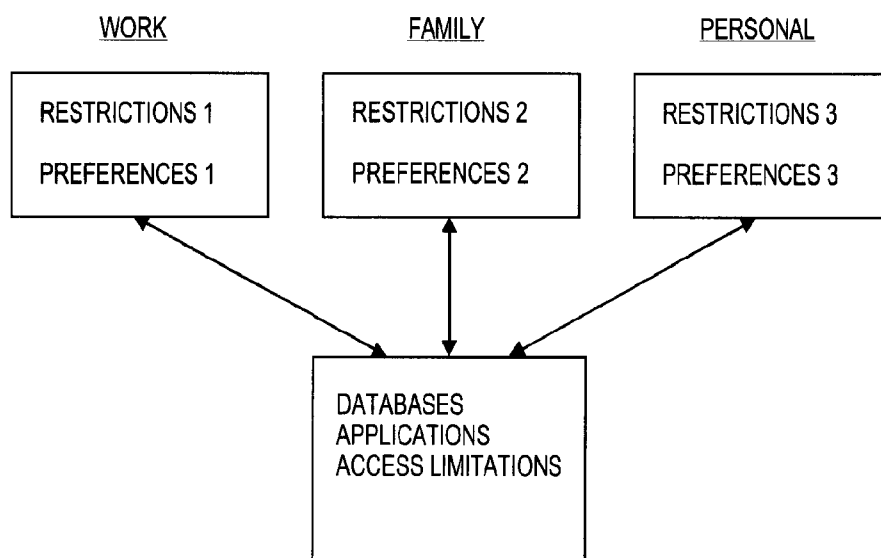 WORK
FAMILY
PERSONAL
RESTRICTIONS 1
PREFERENCES 1
RESTRICTIONS 2
PREFERENCES 2
RESTRICTIONS 3
PREFERENCES 3
DATABASES
APPLICATIONS
ACCESS LIMITATIONS